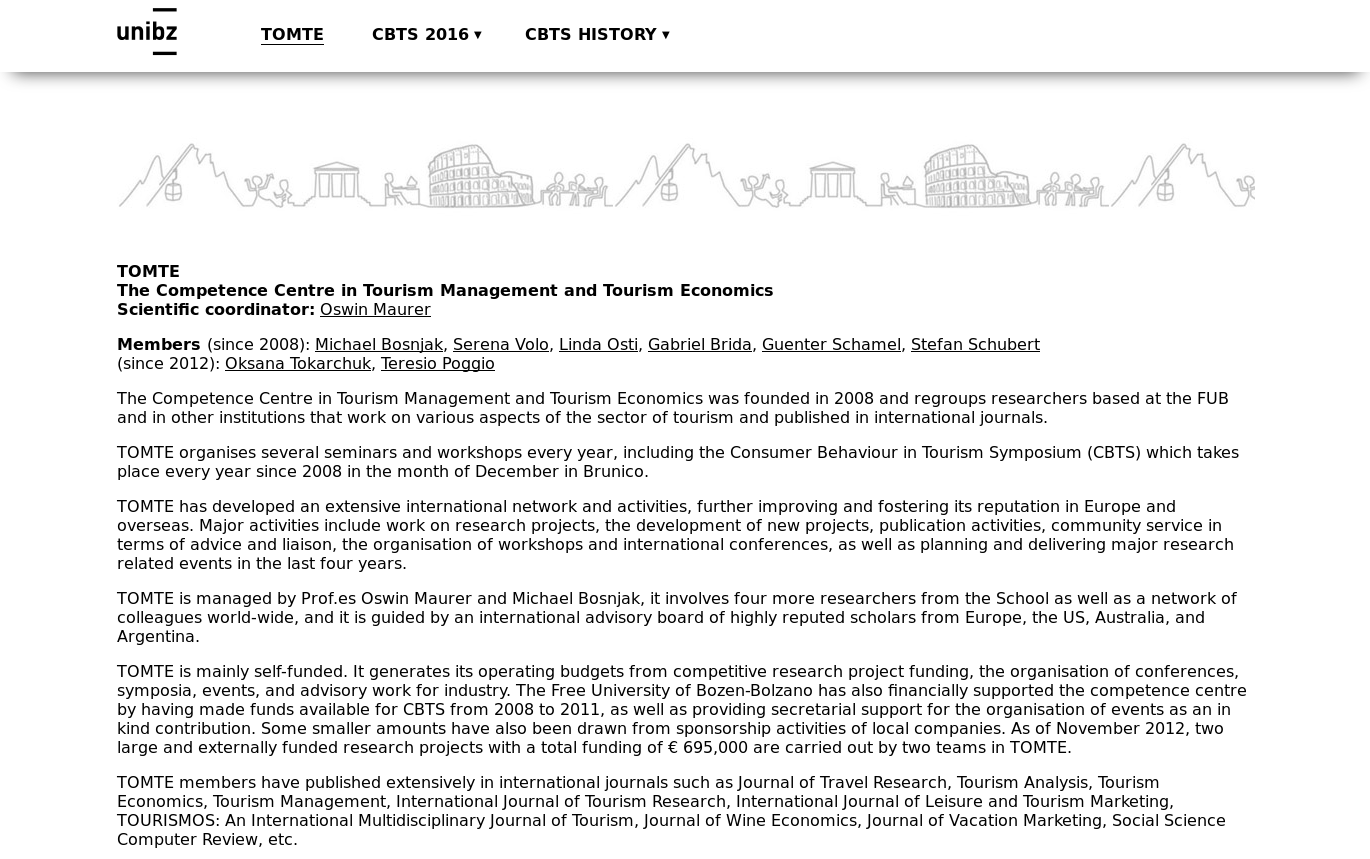 unibz
TOMTE CBTS 2016 ▾ CBTS HISTORY ▾
TOMTE
The Competence Centre in Tourism Management and Tourism Economics
Scientific coordinator: Oswin Maurer
Members (since 2008): Michael Bosnjak, Serena Volo, Linda Osti, Gabriel Brida, Guenter Schamel, Stefan Schubert
(since 2012): Oksana Tokarchuk, Teresio Poggio
The Competence Centre in Tourism Management and Tourism Economics was founded in 2008 and regroups researchers based at the FUB
and in other institutions that work on various aspects of the sector of tourism and published in international journals.
TOMTE organises several seminars and workshops every year, including the Consumer Behaviour in Tourism Symposium (CBTS) which takes
place every year since 2008 in the month of December in Brunico.
TOMTE has developed an extensive international network and activities, further improving and fostering its reputation in Europe and
overseas. Major activities include work on research projects, the development of new projects, publication activities, community service in
terms of advice and liaison, the organisation of workshops and international conferences, as well as planning and delivering major research
related events in the last four years.
TOMTE is managed by Prof.es Oswin Maurer and Michael Bosnjak, it involves four more researchers from the School as well as a network of
colleagues world-wide, and it is guided by an international advisory board of highly reputed scholars from Europe, the US, Australia, and
Argentina.
TOMTE is mainly self-funded. It generates its operating budgets from competitive research project funding, the organisation of conferences,
symposia, events, and advisory work for industry. The Free University of Bozen-Bolzano has also financially supported the competence centre
by having made funds available for CBTS from 2008 to 2011, as well as providing secretarial support for the organisation of events as an in
kind contribution. Some smaller amounts have also been drawn from sponsorship activities of local companies. As of November 2012, two
large and externally funded research projects with a total funding of € 695,000 are carried out by two teams in TOMTE.
TOMTE members have published extensively in international journals such as Journal of Travel Research, Tourism Analysis, Tourism
Economics, Tourism Management, International Journal of Tourism Research, International Journal of Leisure and Tourism Marketing,
TOURISMOS: An International Multidisciplinary Journal of Tourism, Journal of Wine Economics, Journal of Vacation Marketing, Social Science
Computer Review, etc.